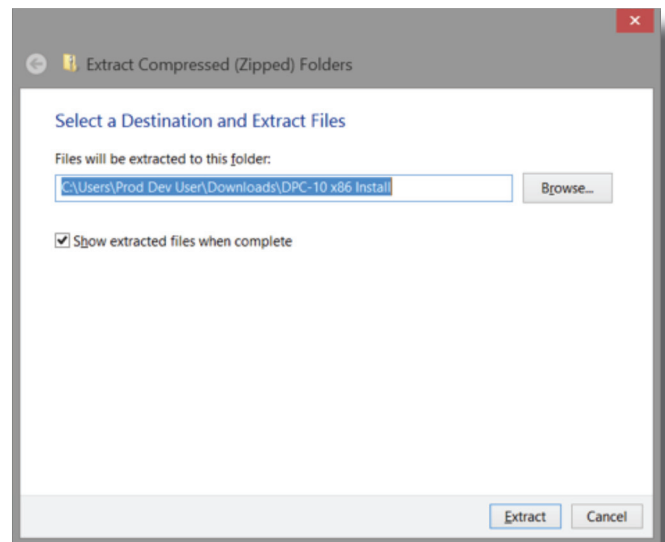 Extract Compressed (Zipped) Folders
Select a Destination and Extract Files
Files will be extracted to this folder:
C:\Users\Prod Dev User\Downloads\DPC-10 x86 Install
Browse...
Show extracted files when complete
Extract
Cancel